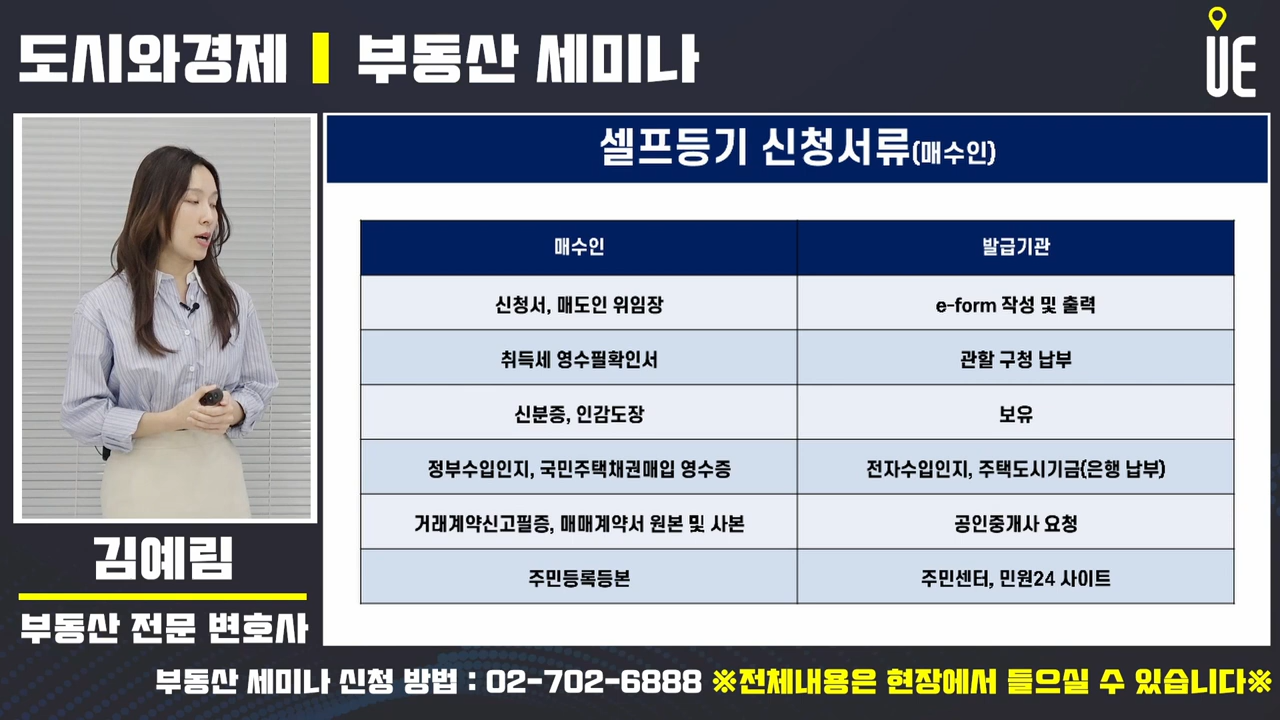 도시와경제 | 부동산 세미나
UE
셀프등기 신청서류(매수인)
매수인 발급기관
신청서, 매도인 위임장 e-form 작성 및 출력
취득세 영수필확인서 관할 구청 납부
신분증, 인감도장 보유
정부수입인지, 국민주택채권매입 영수증 전자수입인지, 주택도시기금(은행 납부)
거래계약신고필증, 매매계약서 원본 및 사본 공인중개사 요청
주민등록등본 주민센터, 민원24 사이트
김예림
부동산 전문 변호사
부동산 세미나 신청 방법 : 02-702-6888 ※전체내용은 현장에서 들으실 수 있습니다※